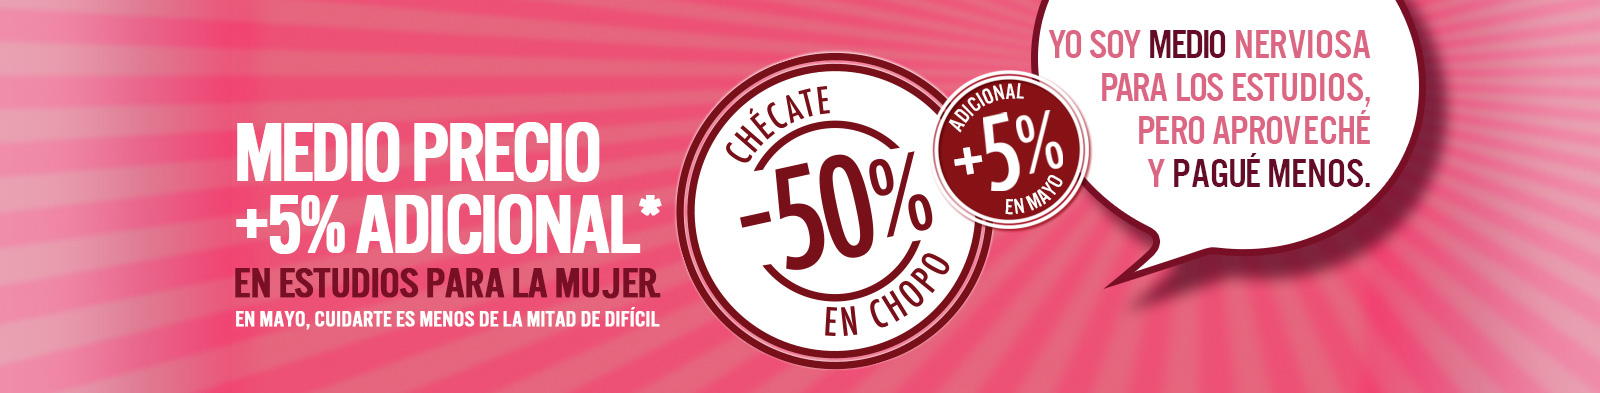 MEDIO PRECIO
+5% ADICIONAL*
EN ESTUDIOS PARA LA MUJER
EN MAYO, CUIDARTE ES MENOS DE LA MITAD DE DIFÍCIL
CHÉCATE
-50%
EN CHOPO
ADICIONAL
+5%
EN MAYO
YO SOY MEDIO NERVIOSA
PARA LOS ESTUDIOS,
PERO APROVECHÉ
Y PAGUÉ MENOS.